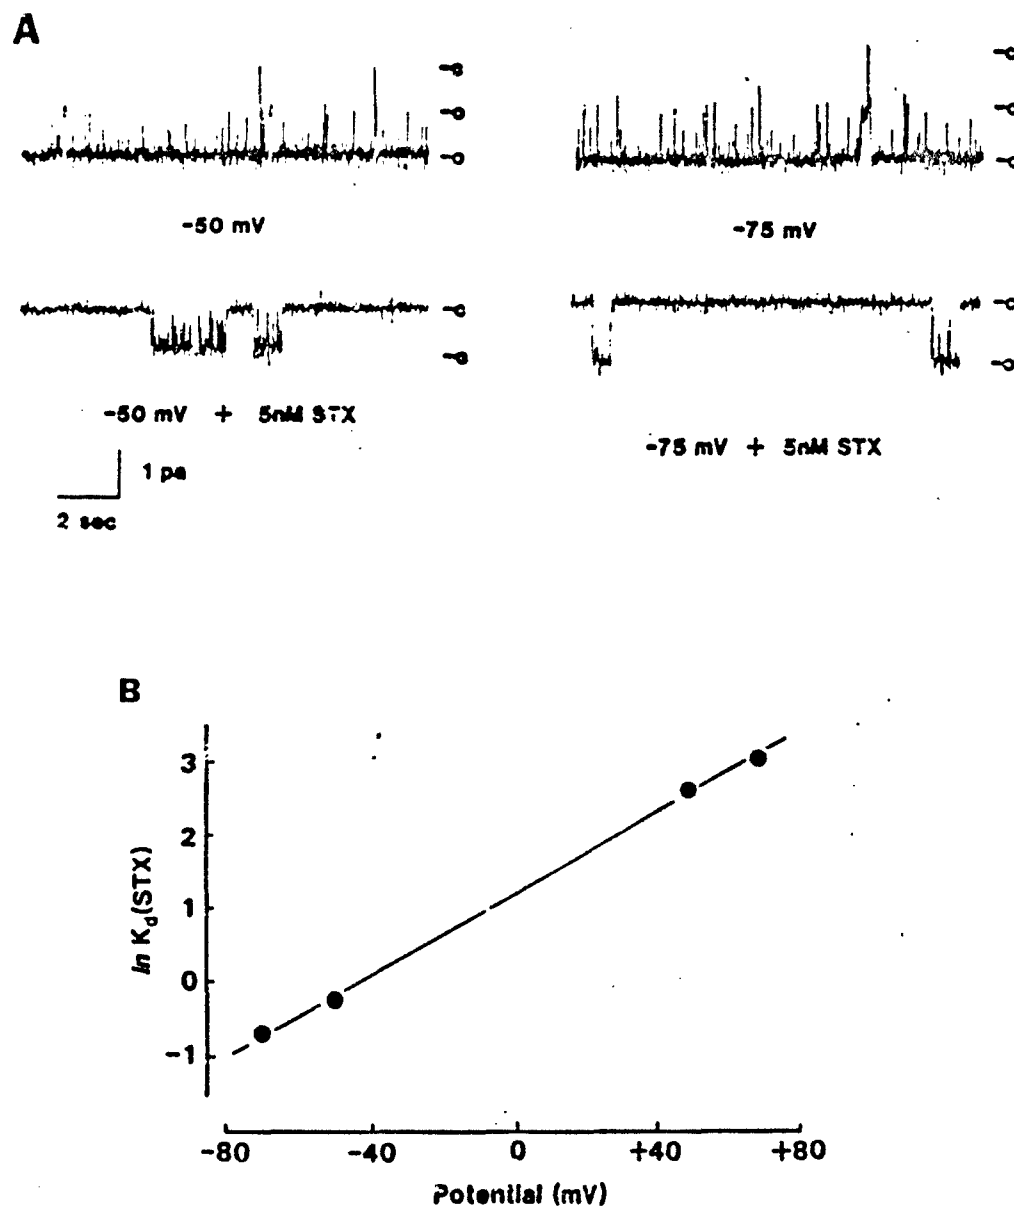 A
-50 mV
-75 mV
-50 mV + 5nM STX
-75 mV + 5nM STX
1 pa
2 sec
B
3
2
1
0
-1
ln Kd(STX)
-80 -40 0 +40 +80
Potential (mV)